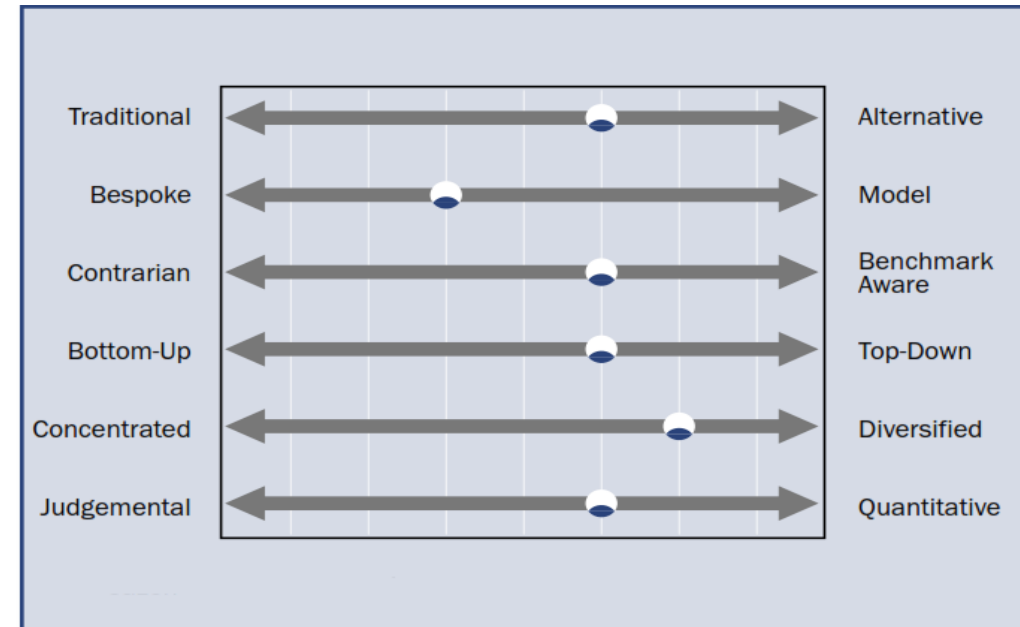 Traditional
Alternative
Bespoke
Model
Contrarian
Benchmark
Aware
Bottom-Up
Top-Down
Concentrated
Diversified
Judgemental
Quantitative